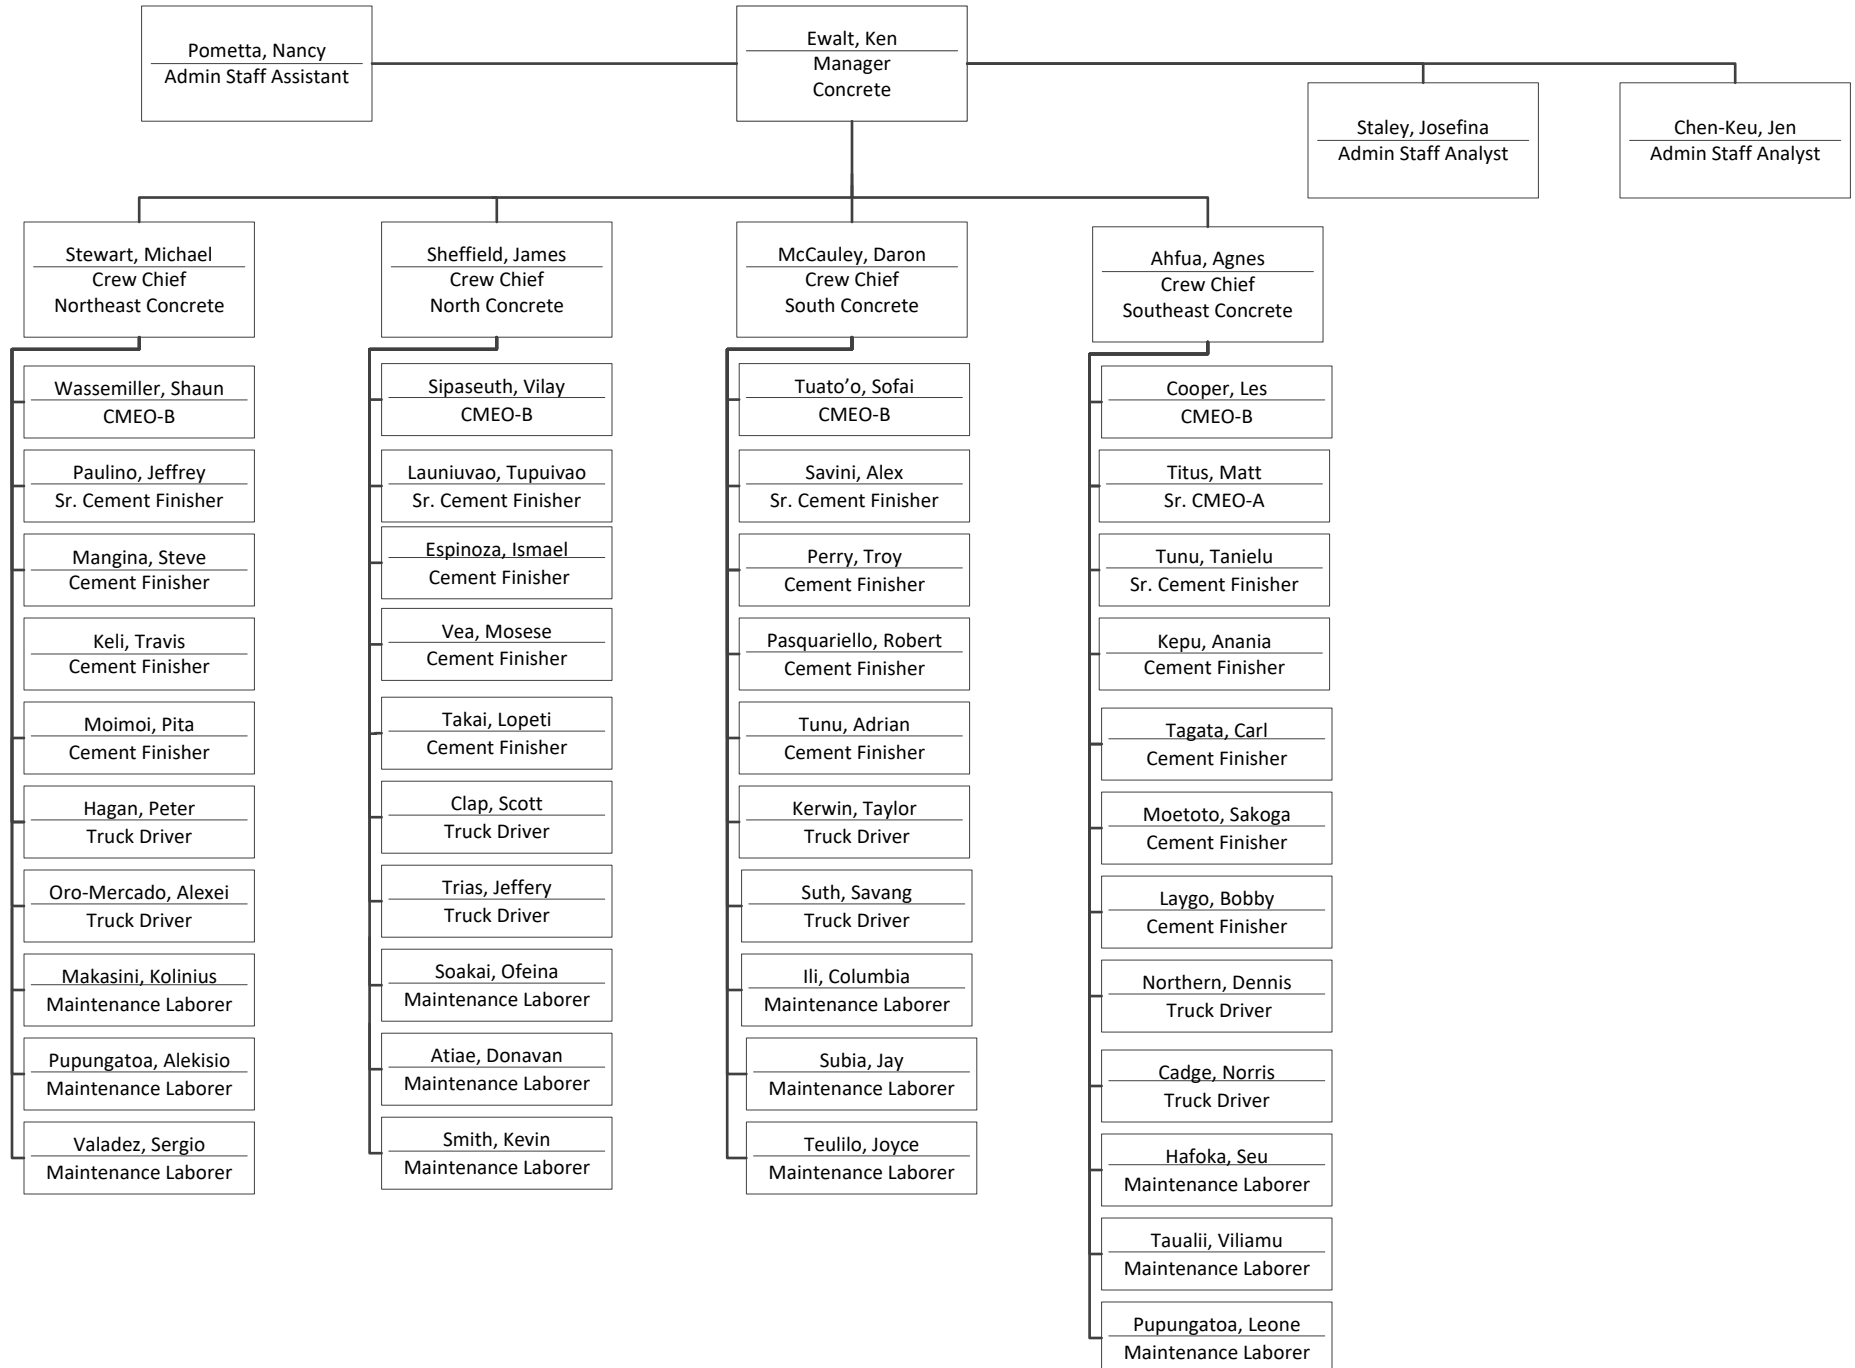 Pometta, Nancy
Admin Staff Assistant
Ewalt, Ken
Manager
Concrete
Staley, Josefina
Admin Staff Analyst
Chen-Keu, Jen
Admin Staff Analyst
Stewart, Michael
Crew Chief
Northeast Concrete
Wassemiller, Shaun
CMEO-B
Paulino, Jeffrey
Sr. Cement Finisher
Mangina, Steve
Cement Finisher
Keli, Travis
Cement Finisher
Moimoi, Pita
Cement Finisher
Hagan, Peter
Truck Driver
Oro-Mercado, Alexei
Truck Driver
Makasini, Kolinius
Maintenance Laborer
Pupungatoa, Alekisio
Maintenance Laborer
Valadez, Sergio
Maintenance Laborer
Sheffield, James
Crew Chief
North Concrete
Sipaseuth, Vilay
CMEO-B
Launiuvao, Tupuivao
Sr. Cement Finisher
Espinoza, Ismael
Cement Finisher
Vea, Mosese
Cement Finisher
Takai, Lopeti
Cement Finisher
Clap, Scott
Truck Driver
Trias, Jeffery
Truck Driver
Soakai, Ofeina
Maintenance Laborer
Atiae, Donavan
Maintenance Laborer
Smith, Kevin
Maintenance Laborer
McCauley, Daron
Crew Chief
South Concrete
Tuato’o, Sofai
CMEO-B
Savini, Alex
Sr. Cement Finisher
Perry, Troy
Cement Finisher
Pasquariello, Robert
Cement Finisher
Tunu, Adrian
Cement Finisher
Kerwin, Taylor
Truck Driver
Suth, Savang
Truck Driver
Ili, Columbia
Maintenance Laborer
Subia, Jay
Maintenance Laborer
Teulilo, Joyce
Maintenance Laborer
Ahfua, Agnes
Crew Chief
Southeast Concrete
Cooper, Les
CMEO-B
Titus, Matt
Sr. CMEO-A
Tunu, Tanielu
Sr. Cement Finisher
Kepu, Anania
Cement Finisher
Tagata, Carl
Cement Finisher
Moetoto, Sakoga
Cement Finisher
Laygo, Bobby
Cement Finisher
Northern, Dennis
Truck Driver
Cadge, Norris
Truck Driver
Hafoka, Seu
Maintenance Laborer
Taualii, Viliamu
Maintenance Laborer
Pupungatoa, Leone
Maintenance Laborer